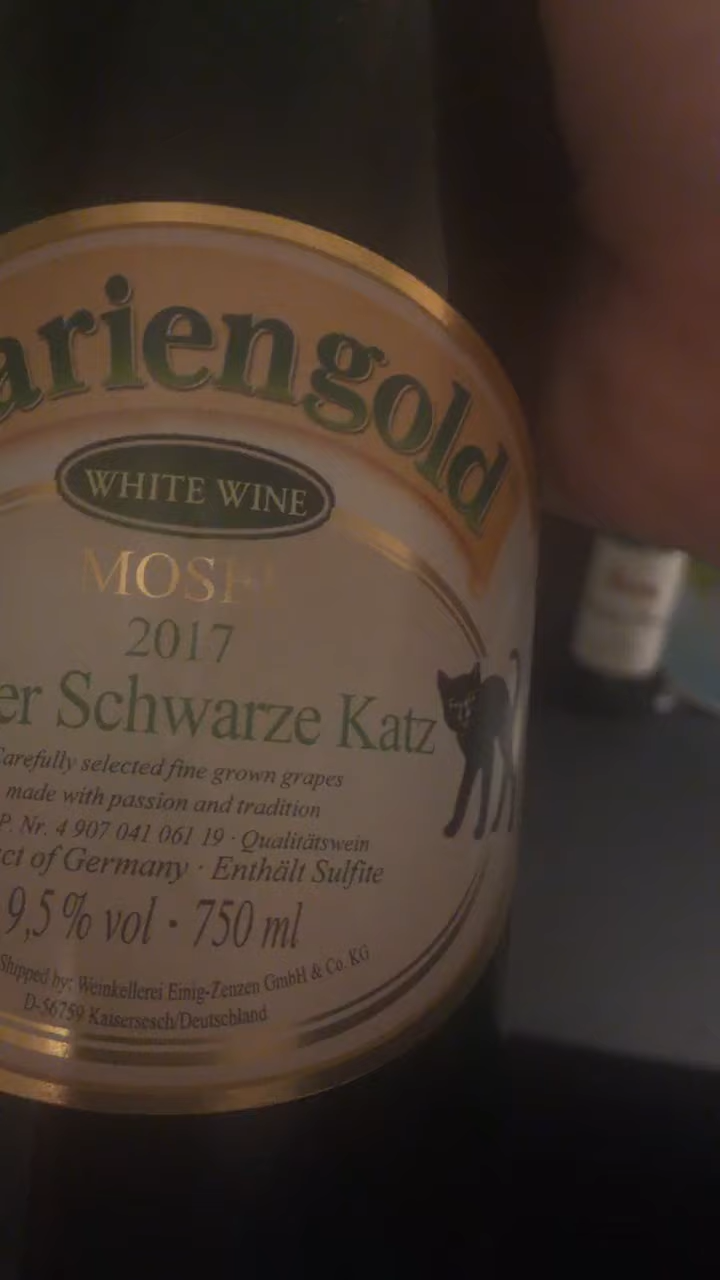 ariengold
WHITE WINE
MOSEL
2017
er Schwarze Katz
Carefully selected fine grown grapes
made with passion and tradition
P. Nr. 4 907 041 061 19 · Qualitätswein
ct of Germany · Enthält Sulfite
9,5 % vol · 750 ml
Shipped by: Weinkellerei Einig-Zenzen GmbH & Co. KG
D-56759 Kaisersesch/Deutschland